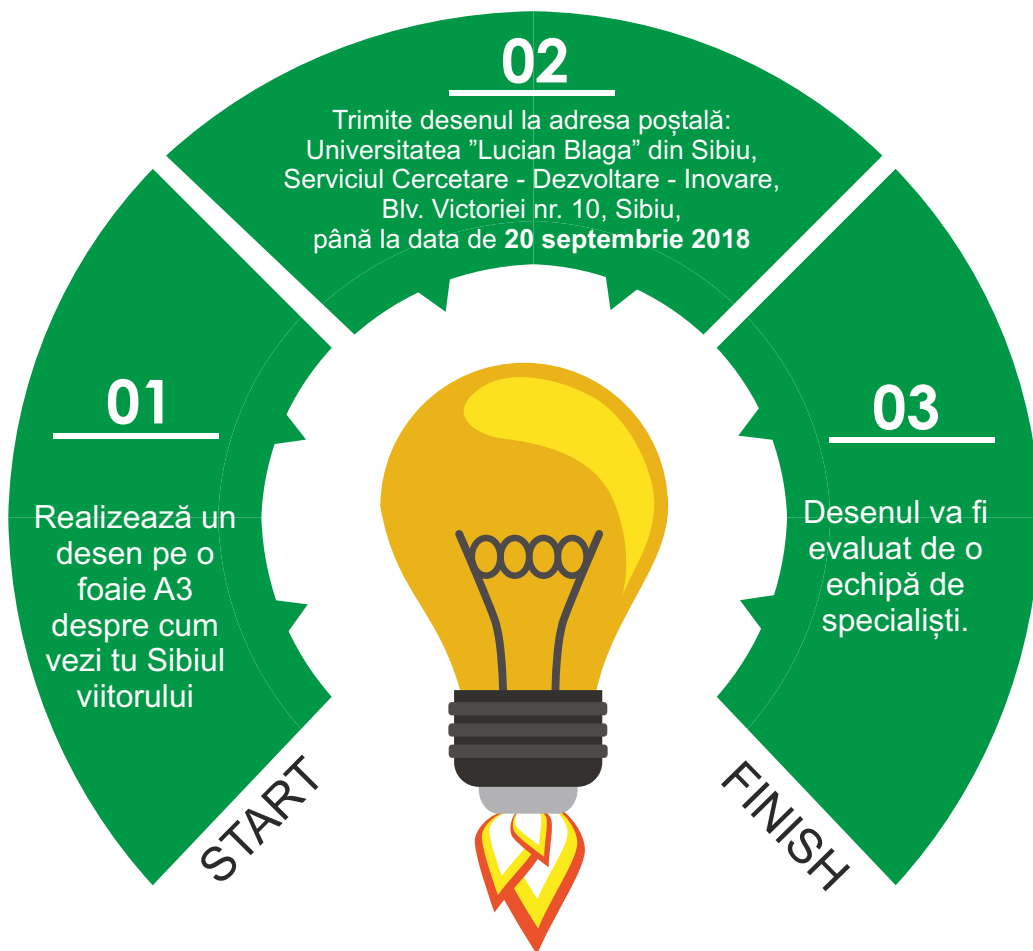 01
Realizează un
desen pe o
foaie A3
despre cum
vezi tu Sibiul
viitorului
02
Trimite desenul la adresa poștală:
Universitatea ”Lucian Blaga” din Sibiu,
Serviciul Cercetare - Dezvoltare - Inovare,
Blv. Victoriei nr. 10, Sibiu,
până la data de 20 septembrie 2018
03
Desenul va fi
evaluat de o
echipă de
specialiști.
START
FINISH